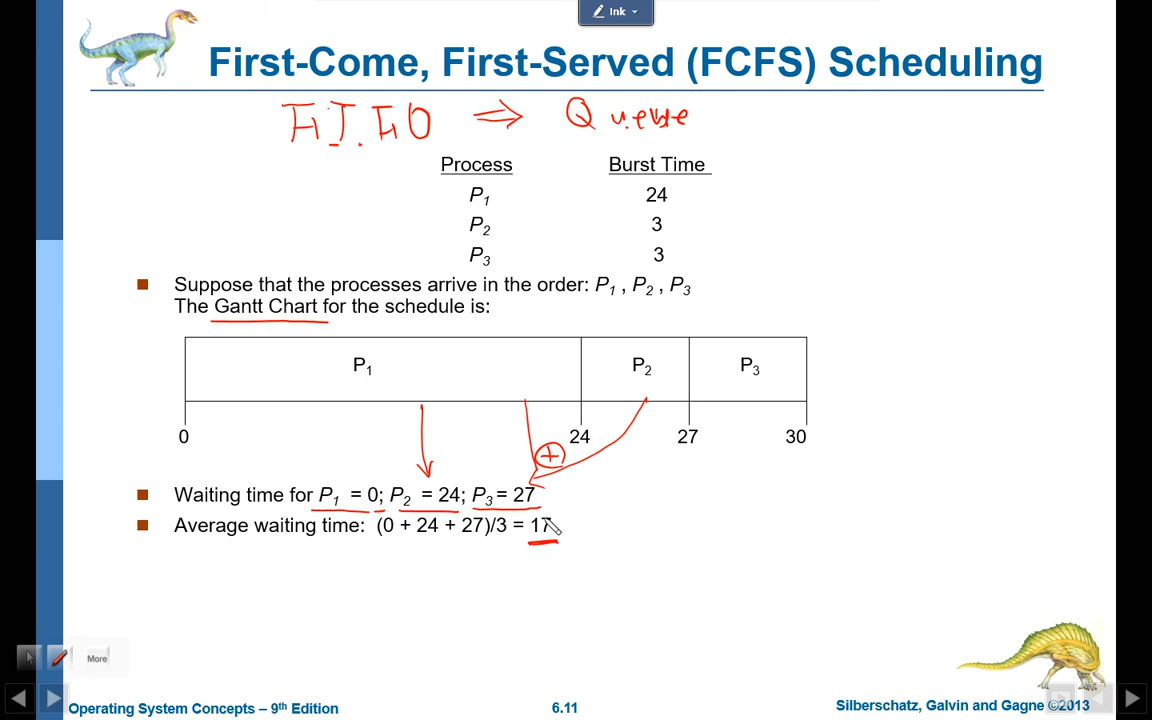 Ink
First-Come, First-Served (FCFS) Scheduling
FIFO ⇒ Queue
Process Burst Time
P1 24
P2 3
P3 3
Suppose that the processes arrive in the order: P1 , P2 , P3
The Gantt Chart for the schedule is:
P1 P2 P3
0 24 27 30
+
Waiting time for P1 = 0; P2 = 24; P3 = 27
Average waiting time: (0 + 24 + 27)/3 = 17
More
Operating System Concepts – 9th Edition 6.11 Silberschatz, Galvin and Gagne ©2013